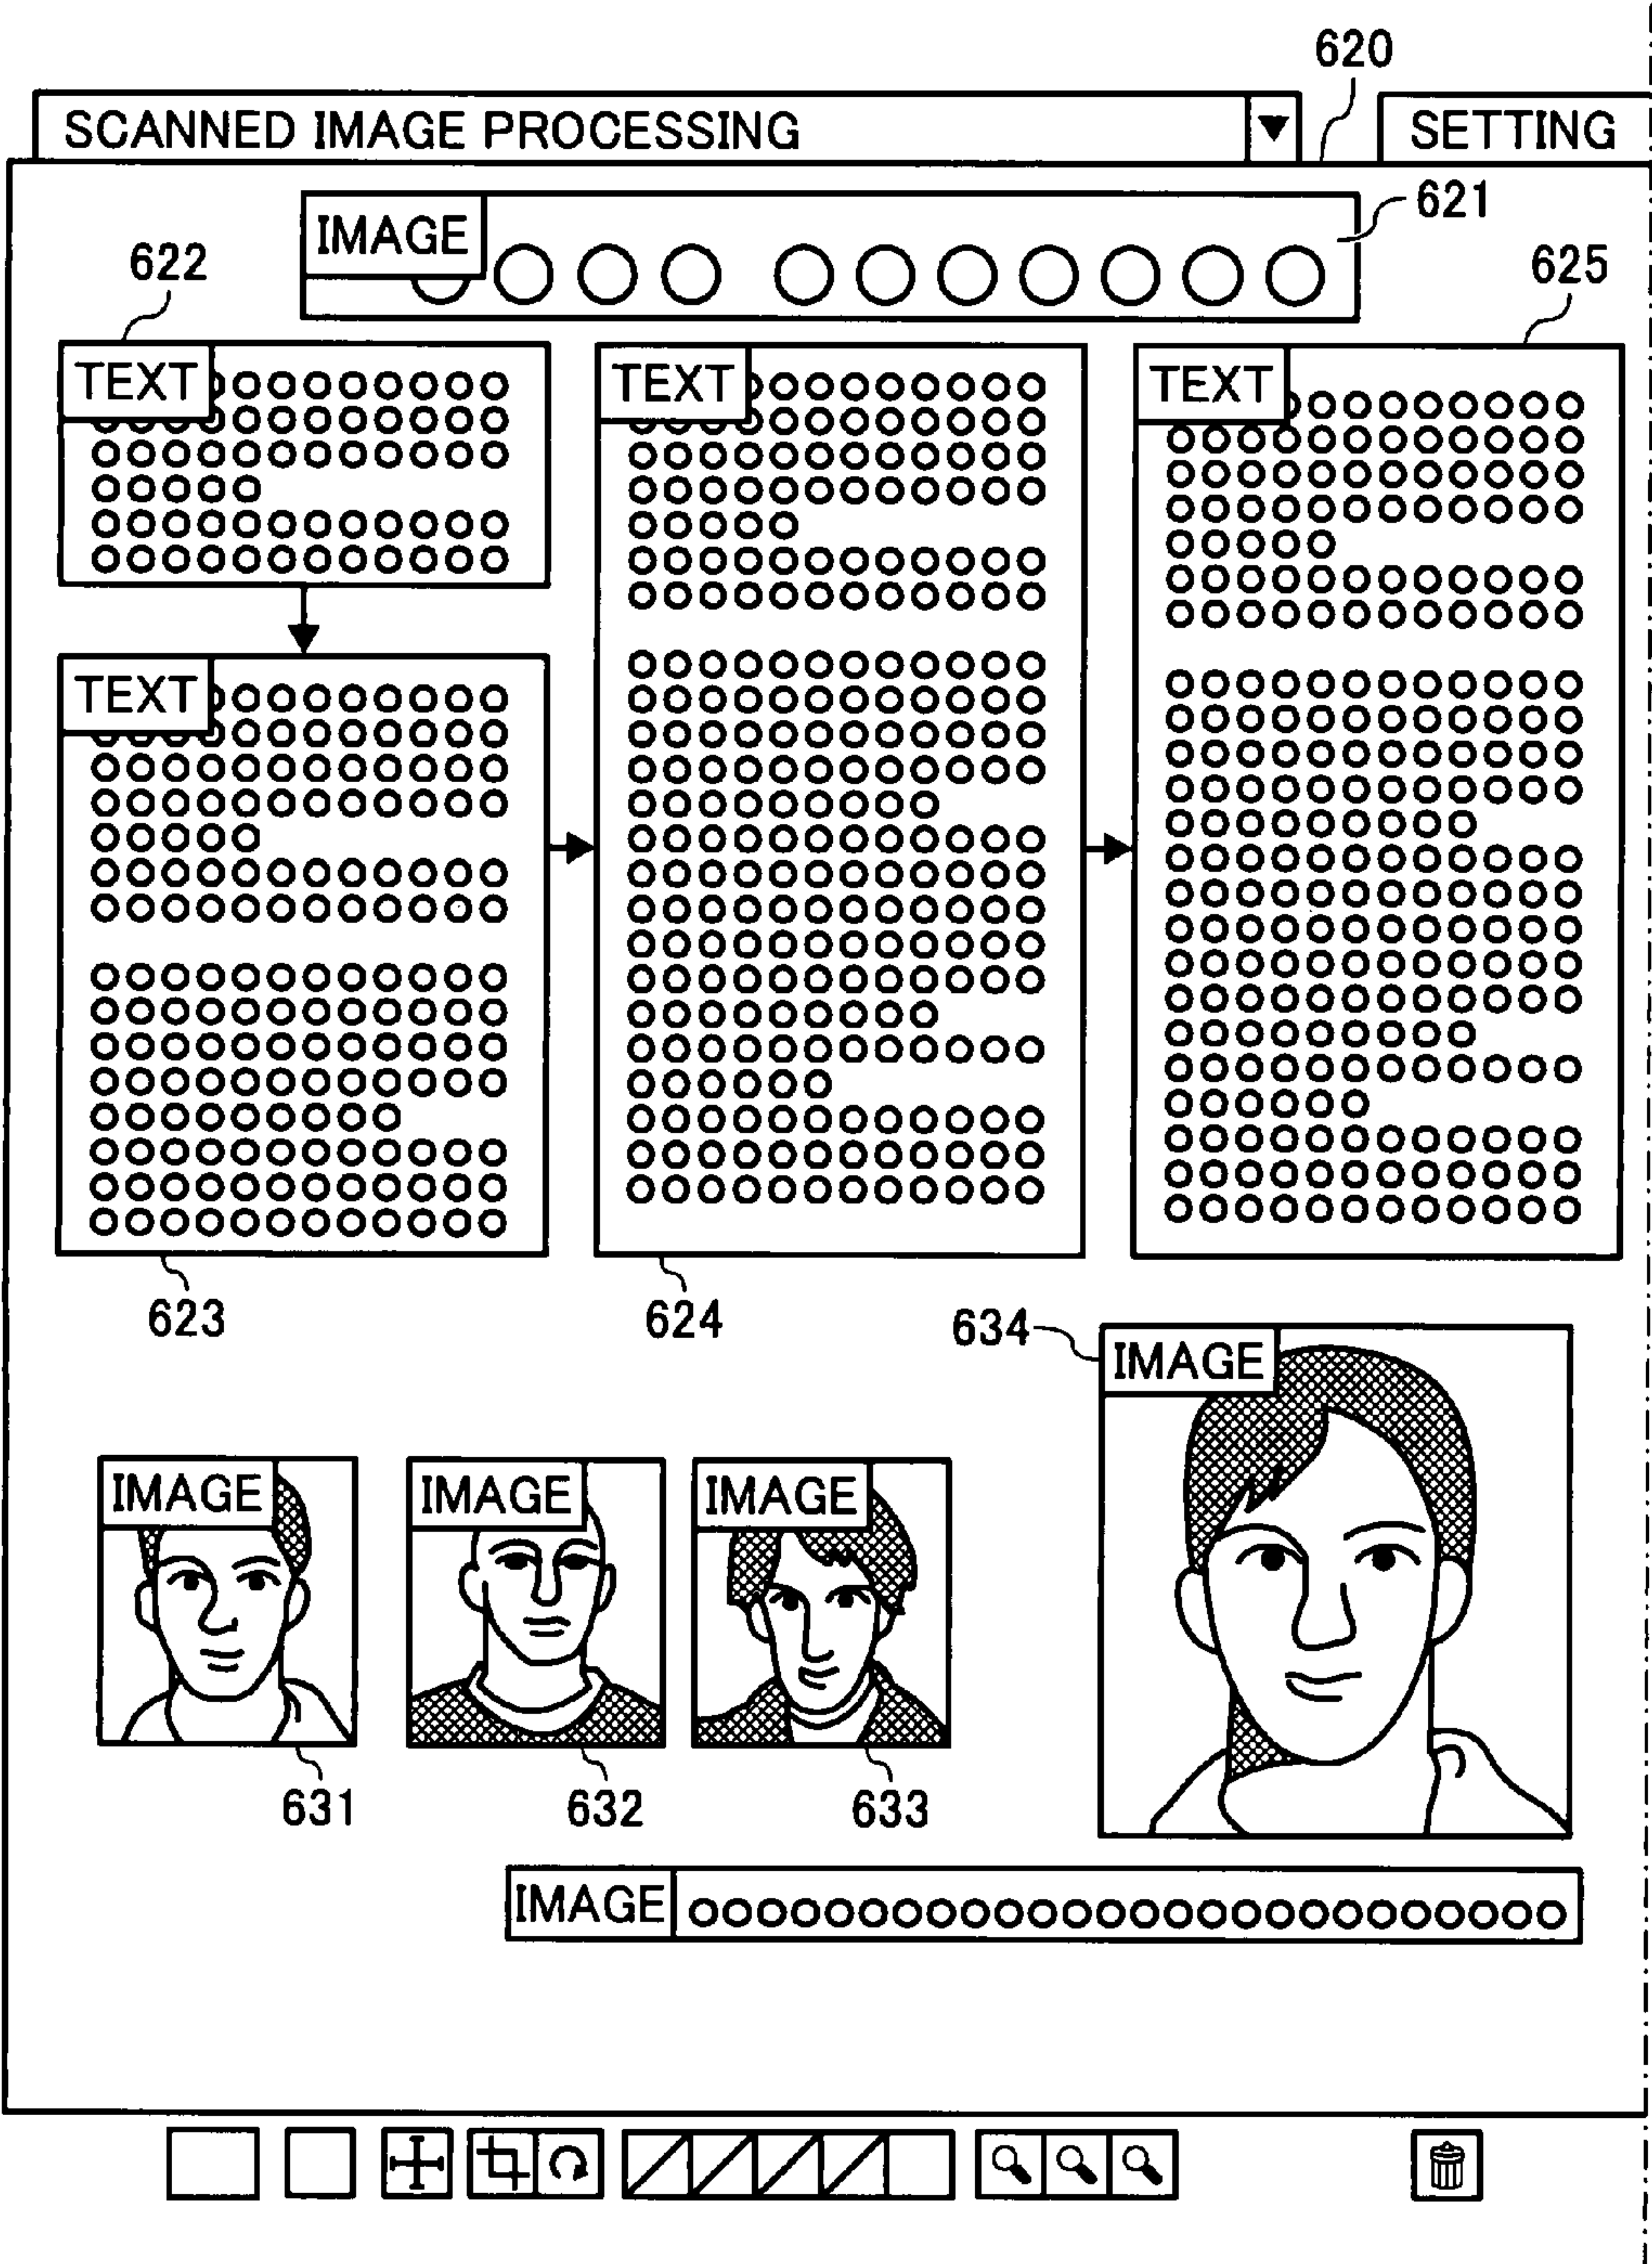 620
SCANNED IMAGE PROCESSING
SETTING
621
IMAGE
622
625
TEXT
TEXT
TEXT
TEXT
623
624
634
IMAGE
IMAGE
IMAGE
IMAGE
631
632
633
IMAGE